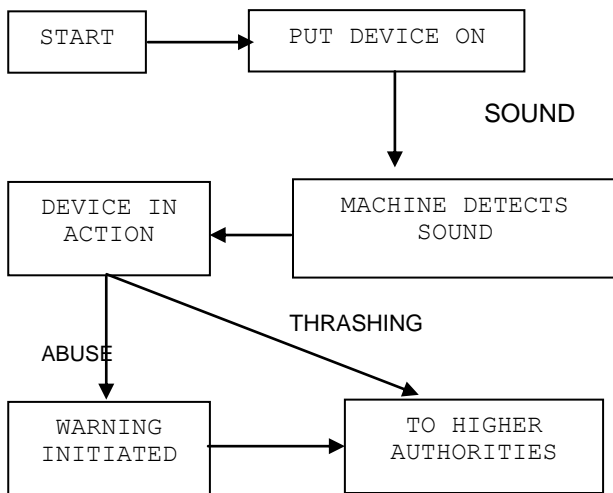 START
PUT DEVICE ON
SOUND
MACHINE DETECTS
SOUND
DEVICE IN
ACTION
THRASHING
ABUSE
WARNING
INITIATED
TO HIGHER
AUTHORITIES